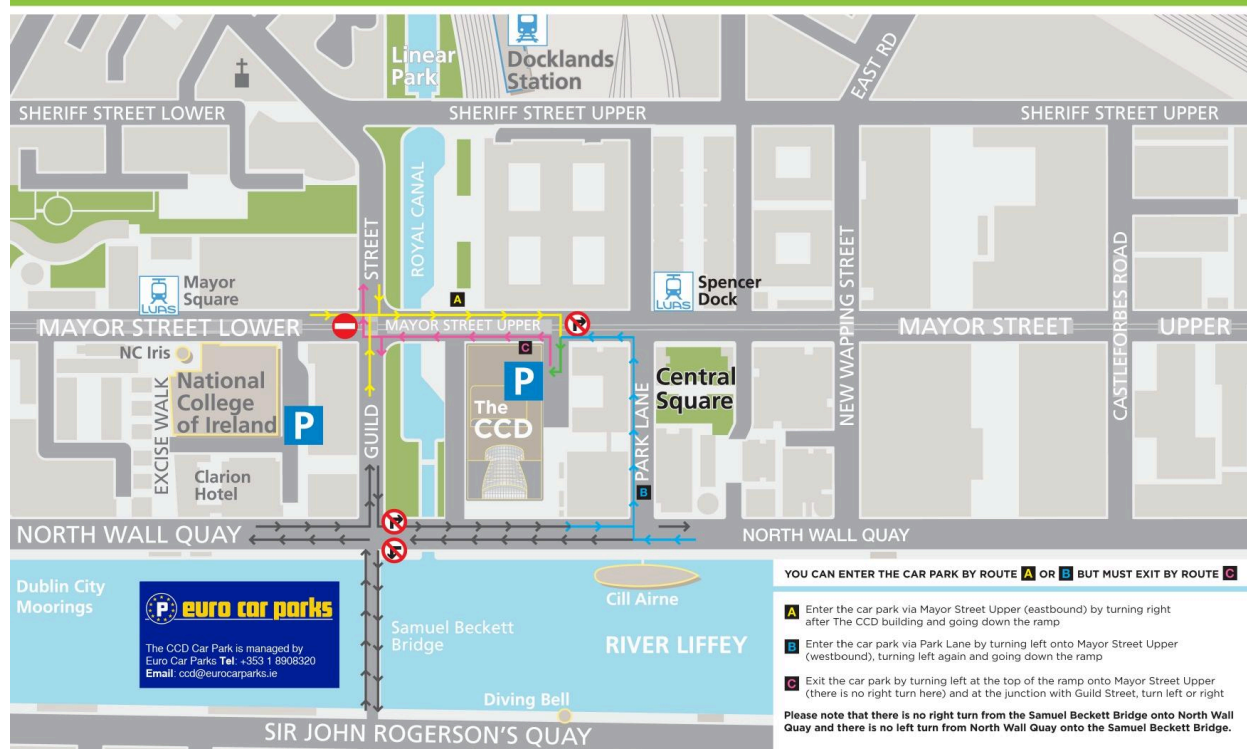 Linear
Park
Docklands
Station
EAST RD
SHERIFF STREET LOWER
SHERIFF STREET UPPER
SHERIFF STREET UPPER
ROYAL CANAL
STREET
GUILD
NEW WAPPING STREET
CASTLEFORBES ROAD
LUAS
Mayor
Square
A
LUAS
Spencer
Dock
MAYOR STREET LOWER
MAYOR STREET UPPER
MAYOR STREET
UPPER
NC Iris
National
College
of Ireland
P
EXCISE WALK
Clarion
Hotel
C
P
The
CCD
PARK LANE
Central
Square
B
NORTH WALL QUAY
NORTH WALL QUAY
Dublin City
Moorings
P euro car parks
The CCD Car Park is managed by
Euro Car Parks Tel: +353 1 8908320
Email: ccd@eurocarparks.ie
Samuel Beckett
Bridge
Cill Airne
RIVER LIFFEY
Diving Bell
SIR JOHN ROGERSON'S QUAY
YOU CAN ENTER THE CAR PARK BY ROUTE A OR B BUT MUST EXIT BY ROUTE C
A Enter the car park via Mayor Street Upper (eastbound) by turning right
after The CCD building and going down the ramp
B Enter the car park via Park Lane by turning left onto Mayor Street Upper
(westbound), turning left again and going down the ramp
C Exit the car park by turning left at the top of the ramp onto Mayor Street Upper
(there is no right turn here) and at the junction with Guild Street, turn left or right
Please note that there is no right turn from the Samuel Beckett Bridge onto North Wall
Quay and there is no left turn from North Wall Quay onto the Samuel Beckett Bridge.